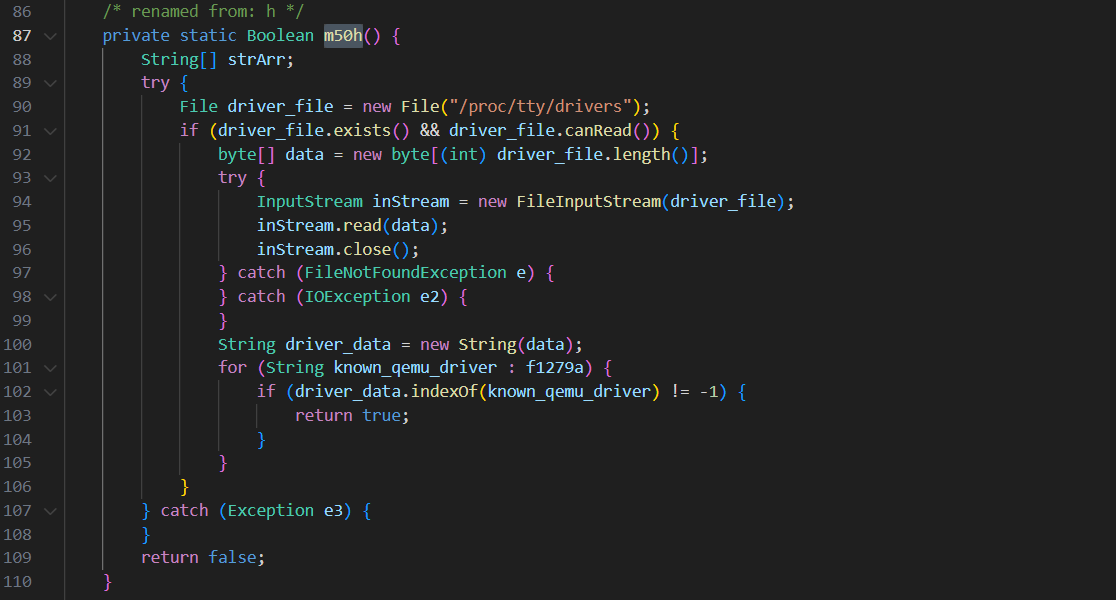 86 /* renamed from: h */
87 private static Boolean m50h() {
88 String[] strArr;
89 try {
90 File driver_file = new File("/proc/tty/drivers");
91 if (driver_file.exists() && driver_file.canRead()) {
92 byte[] data = new byte[(int) driver_file.length()];
93 try {
94 InputStream inStream = new FileInputStream(driver_file);
95 inStream.read(data);
96 inStream.close();
97 } catch (FileNotFoundException e) {
98 } catch (IOException e2) {
99 }
100 String driver_data = new String(data);
101 for (String known_qemu_driver : f1279a) {
102 if (driver_data.indexOf(known_qemu_driver) != -1) {
103 return true;
104 }
105 }
106 }
107 } catch (Exception e3) {
108 }
109 return false;
110 }